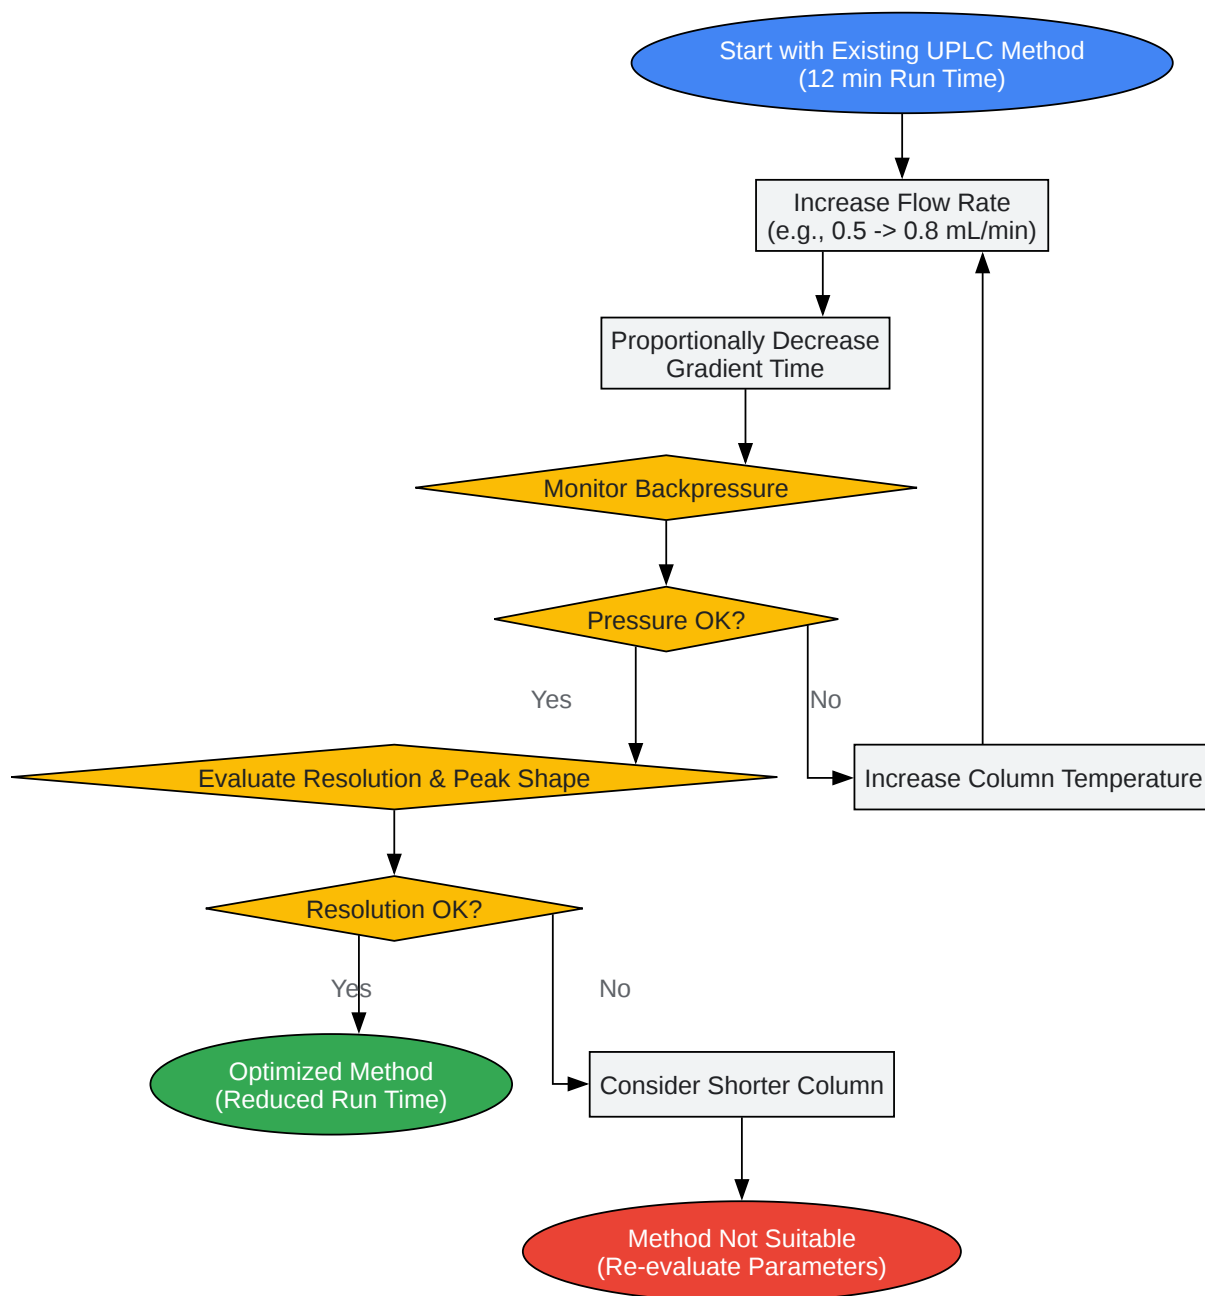 Start with Existing UPLC Method
(12 min Run Time)
Increase Flow Rate
(e.g., 0.5 -> 0.8 mL/min)
Proportionally Decrease
Gradient Time
Monitor Backpressure
Pressure OK?
Yes
No
Evaluate Resolution & Peak Shape
Increase Column Temperature
Resolution OK?
Yes
No
Optimized Method
(Reduced Run Time)
Consider Shorter Column
Method Not Suitable
(Re-evaluate Parameters)